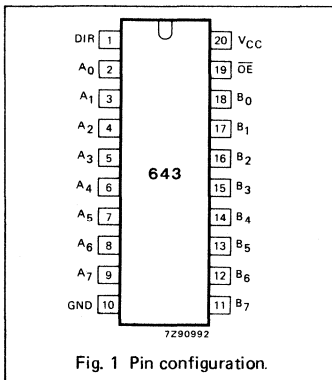 DIR 1 20 VCC
A0 2 19 OE
A1 3 18 B0
A2 4 17 B1
A3 5 16 B2
A4 6 643 15 B3
A5 7 14 B4
A6 8 13 B5
A7 9 12 B6
GND 10 11 B7
7Z90992
Fig. 1 Pin configuration.